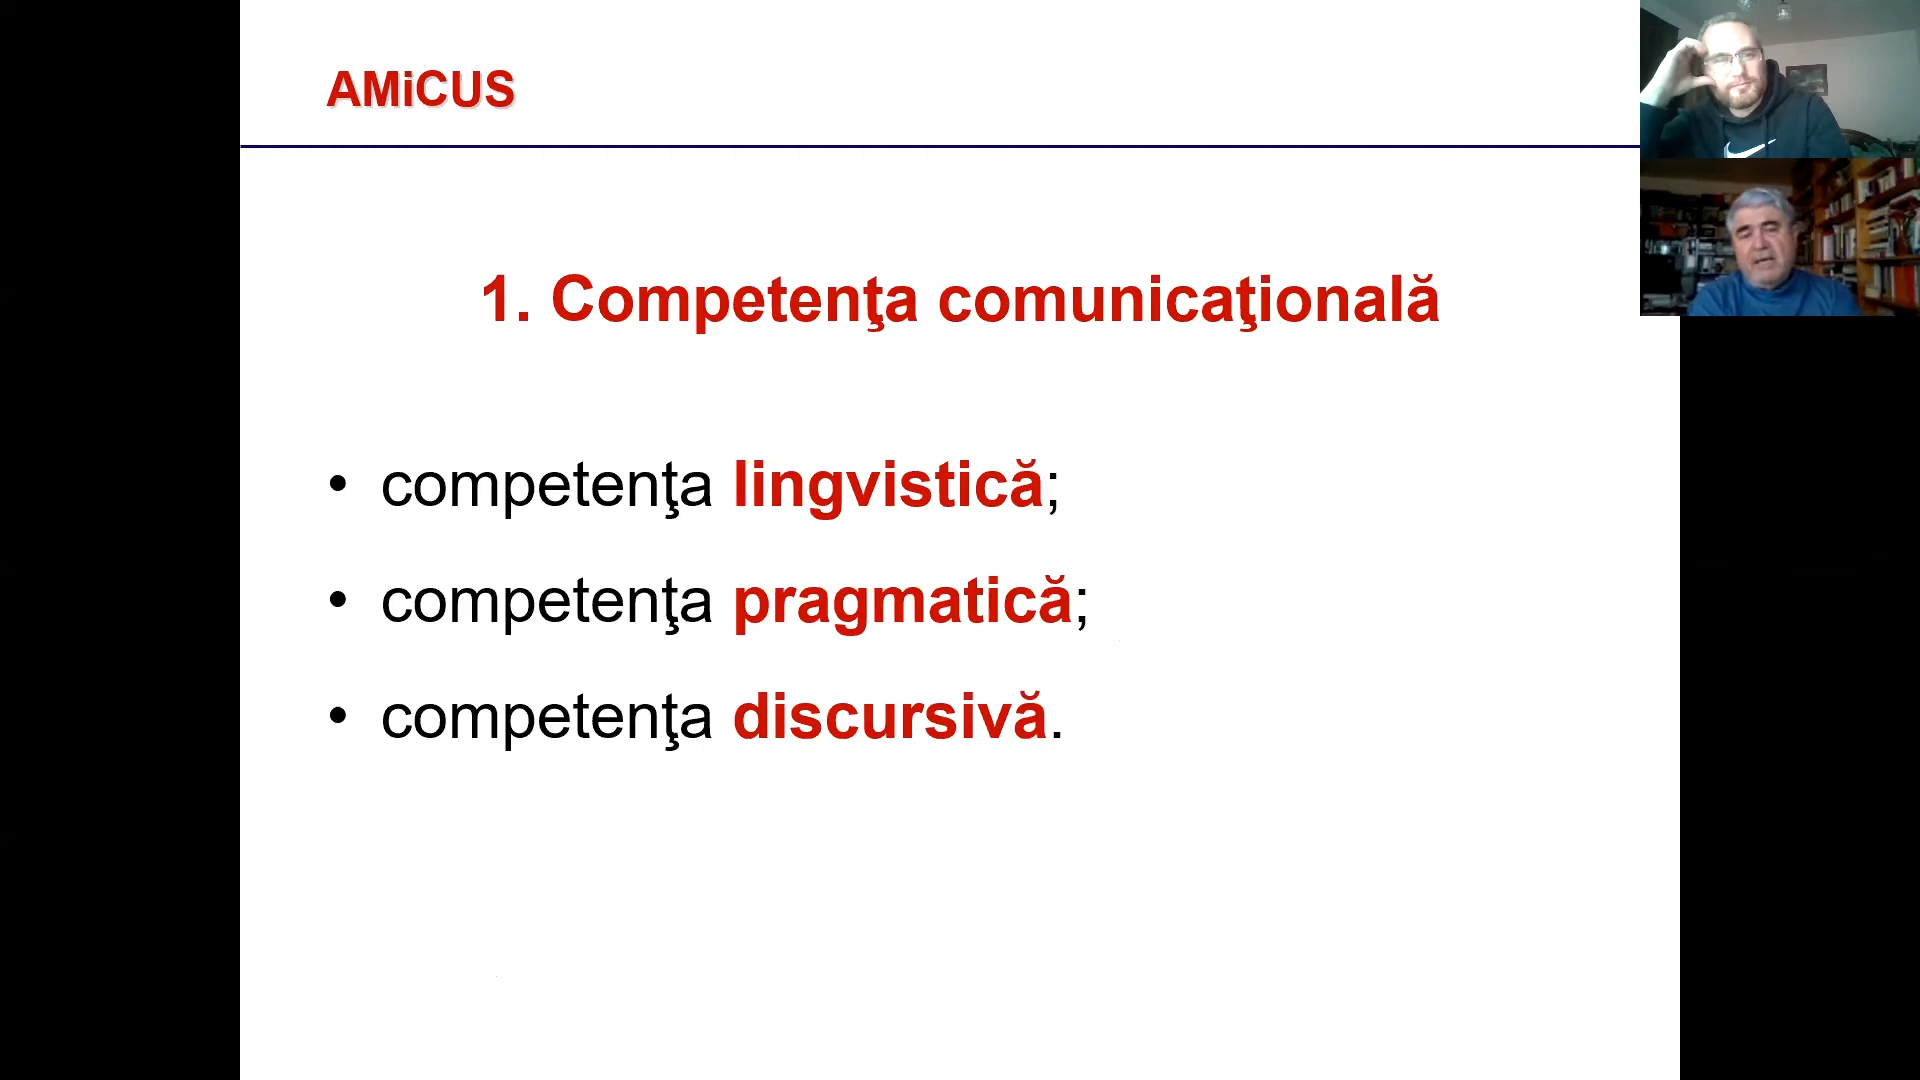 AMiCUS
1. Competenţa comunicaţională
• competenţa lingvistică;
• competenţa pragmatică;
• competenţa discursivă.